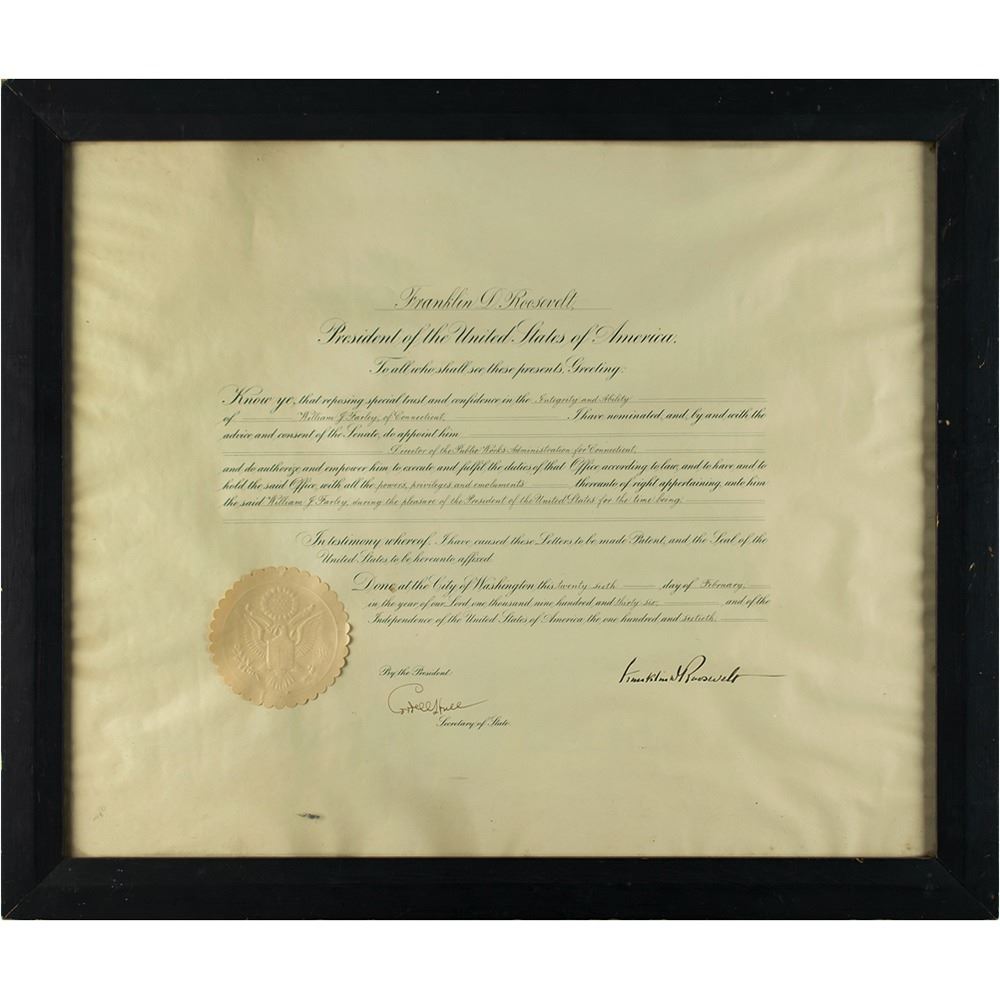 Franklin D. Roosevelt,
President of the United States of America.
To all who shall see these presents, Greeting:
Know ye, that reposing special trust and confidence in the Integrity and Ability
of William J. Farley, of Connecticut, I have nominated, and, by and with the
advice and consent of the Senate, do appoint him
Director of the Public Works Administration for Connecticut,
and do authorize and empower him to execute and fulfil the duties of that Office according to law, and to have and to
hold the said Office, with all the powers, privileges and emoluments thereunto of right appertaining, unto him
the said William J. Farley, during the pleasure of the President of the United States for the time being.
In testimony whereof, I have caused these Letters to be made Patent, and the Seal of the
United States to be hereunto affixed.
Done at the City of Washington this twenty sixth day of February,
in the year of our Lord one thousand nine hundred and thirty six, and of the
Independence of the United States of America the one hundred and sixtieth.
By the President:
Franklin D Roosevelt
Cordell Hull
Secretary of State.